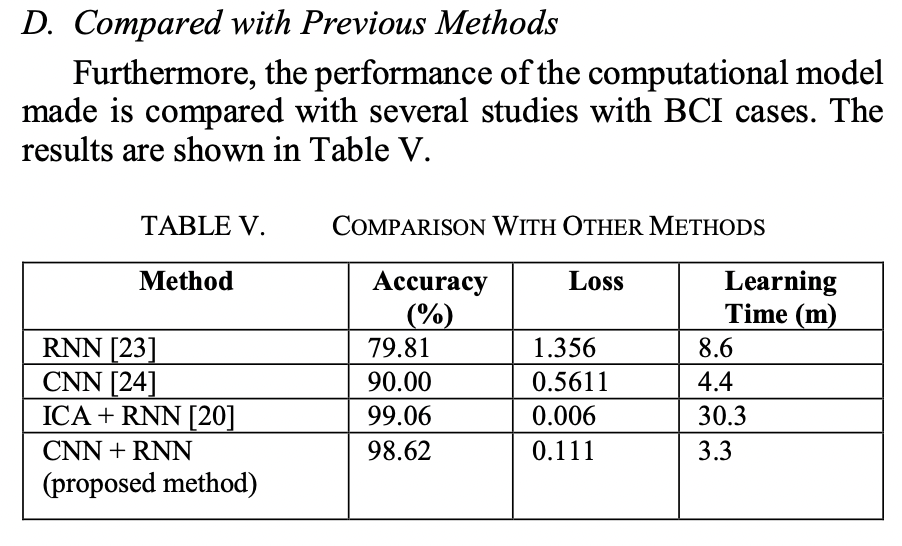 D. Compared with Previous Methods
Furthermore, the performance of the computational model
made is compared with several studies with BCI cases. The
results are shown in Table V.
TABLE V. COMPARISON WITH OTHER METHODS
Method Accuracy (%) Loss Learning Time (m)
RNN [23] 79.81 1.356 8.6
CNN [24] 90.00 0.5611 4.4
ICA + RNN [20] 99.06 0.006 30.3
CNN + RNN 98.62 0.111 3.3
(proposed method)